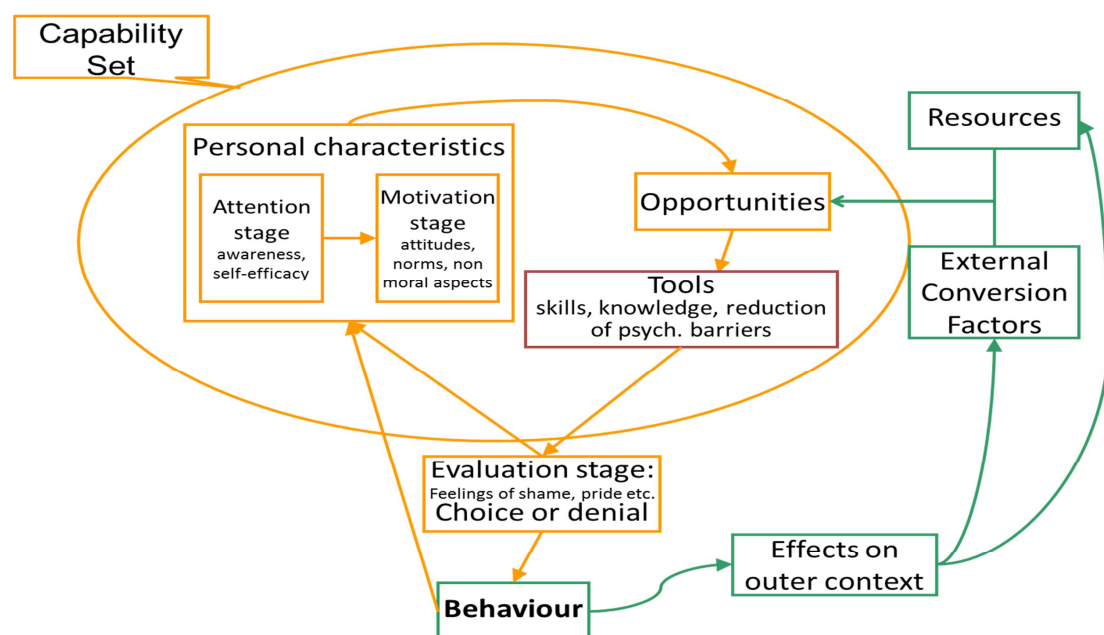 Capability
Set
Personal characteristics
Attention
stage
awareness,
self-efficacy
Motivation
stage
attitudes,
norms, non
moral aspects
Opportunities
Tools
skills, knowledge, reduction
of psych. barriers
Resources
External
Conversion
Factors
Evaluation stage:
Feelings of shame, pride etc.
Choice or denial
Behaviour
Effects on
outer context